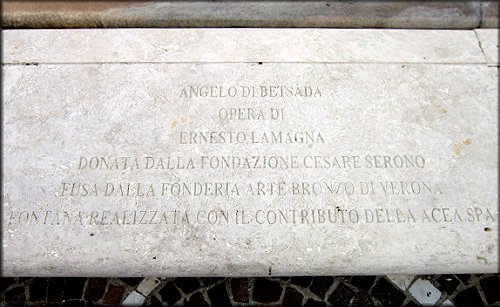 ANGELO DI BETSADA
OPERA DI
ERNESTO LAMAGNA
DONATA DALLA FONDAZIONE CESARE SERONO
FUSA DALLA FONDERIA ARTE BRONZO DI VERONA
FONTANA REALIZZATA CON IL CONTRIBUTO DELLA ACEA SPA